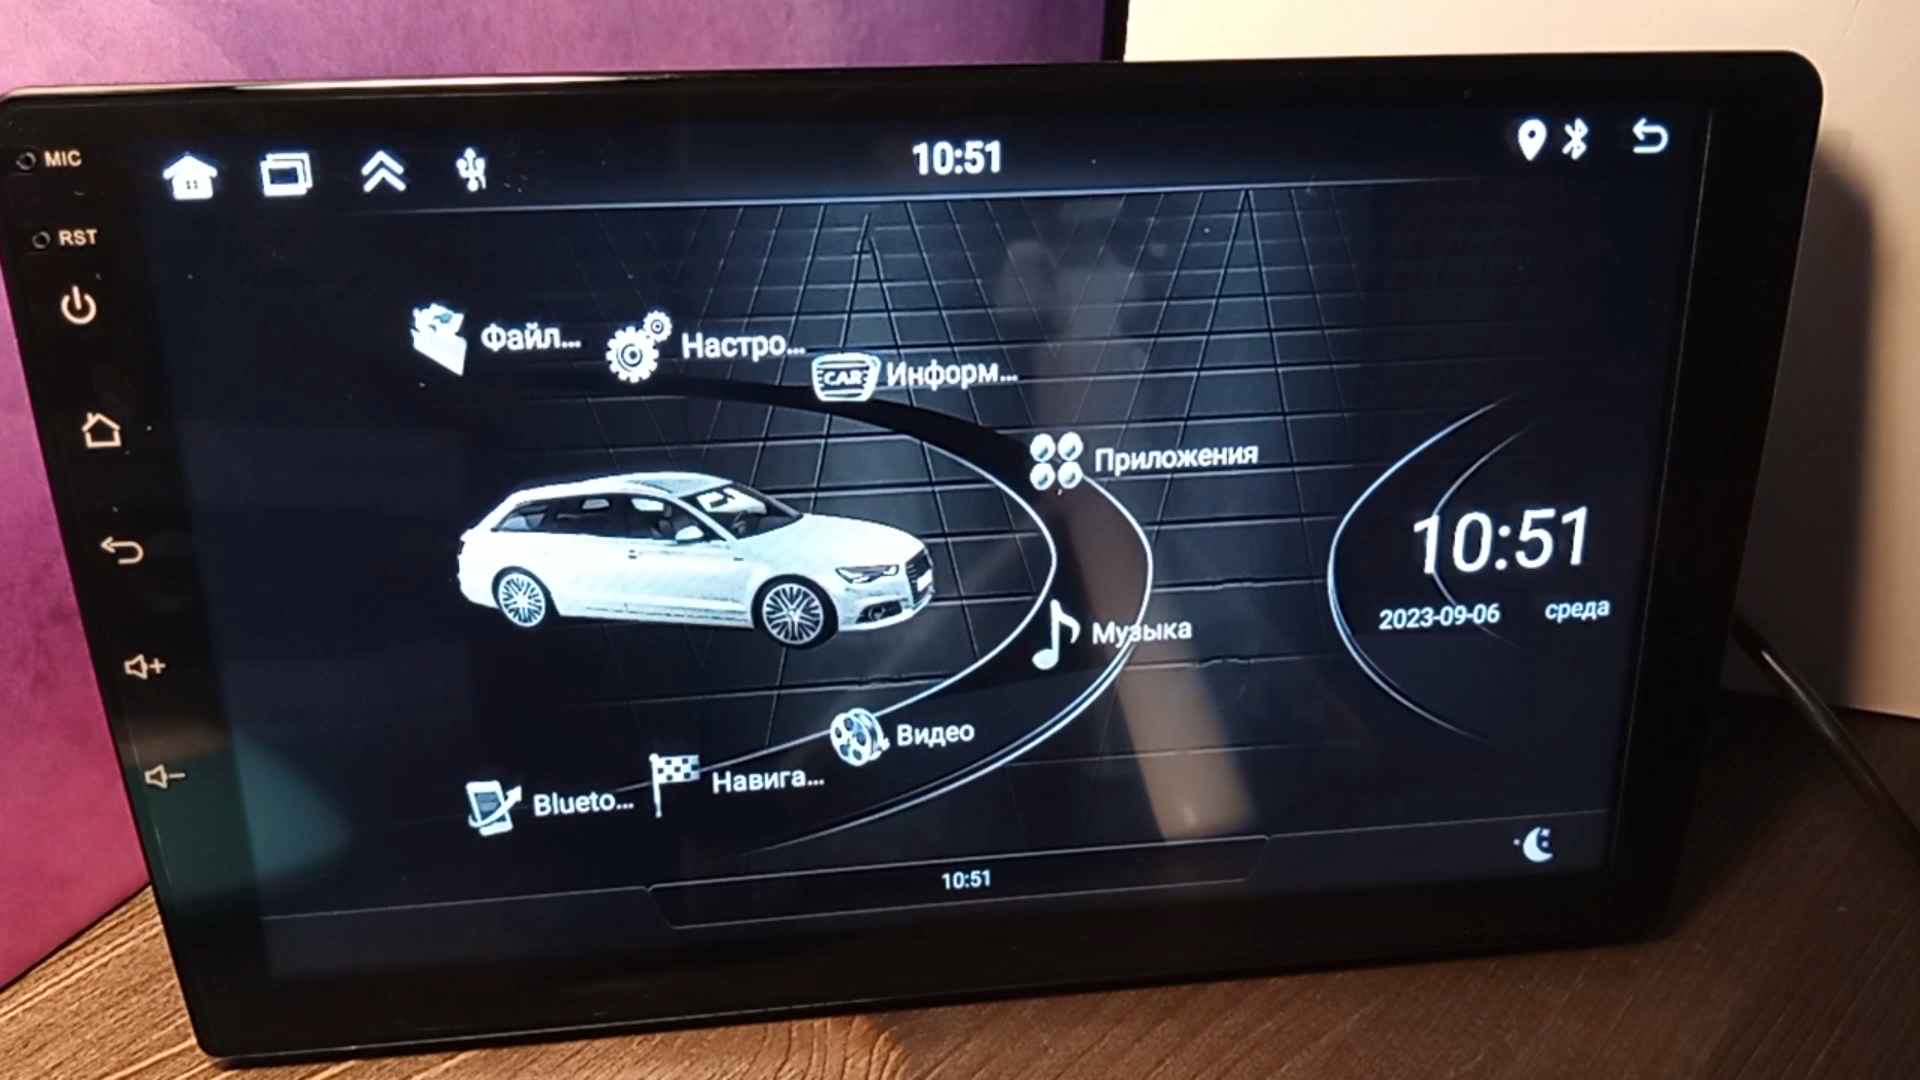 MIC
10:51
RST
Файл...
Настро...
CAR
Информ...
Приложения
10:51
2023-09-06 среда
Музыка
Видео
Навига...
Blueto...
10:51